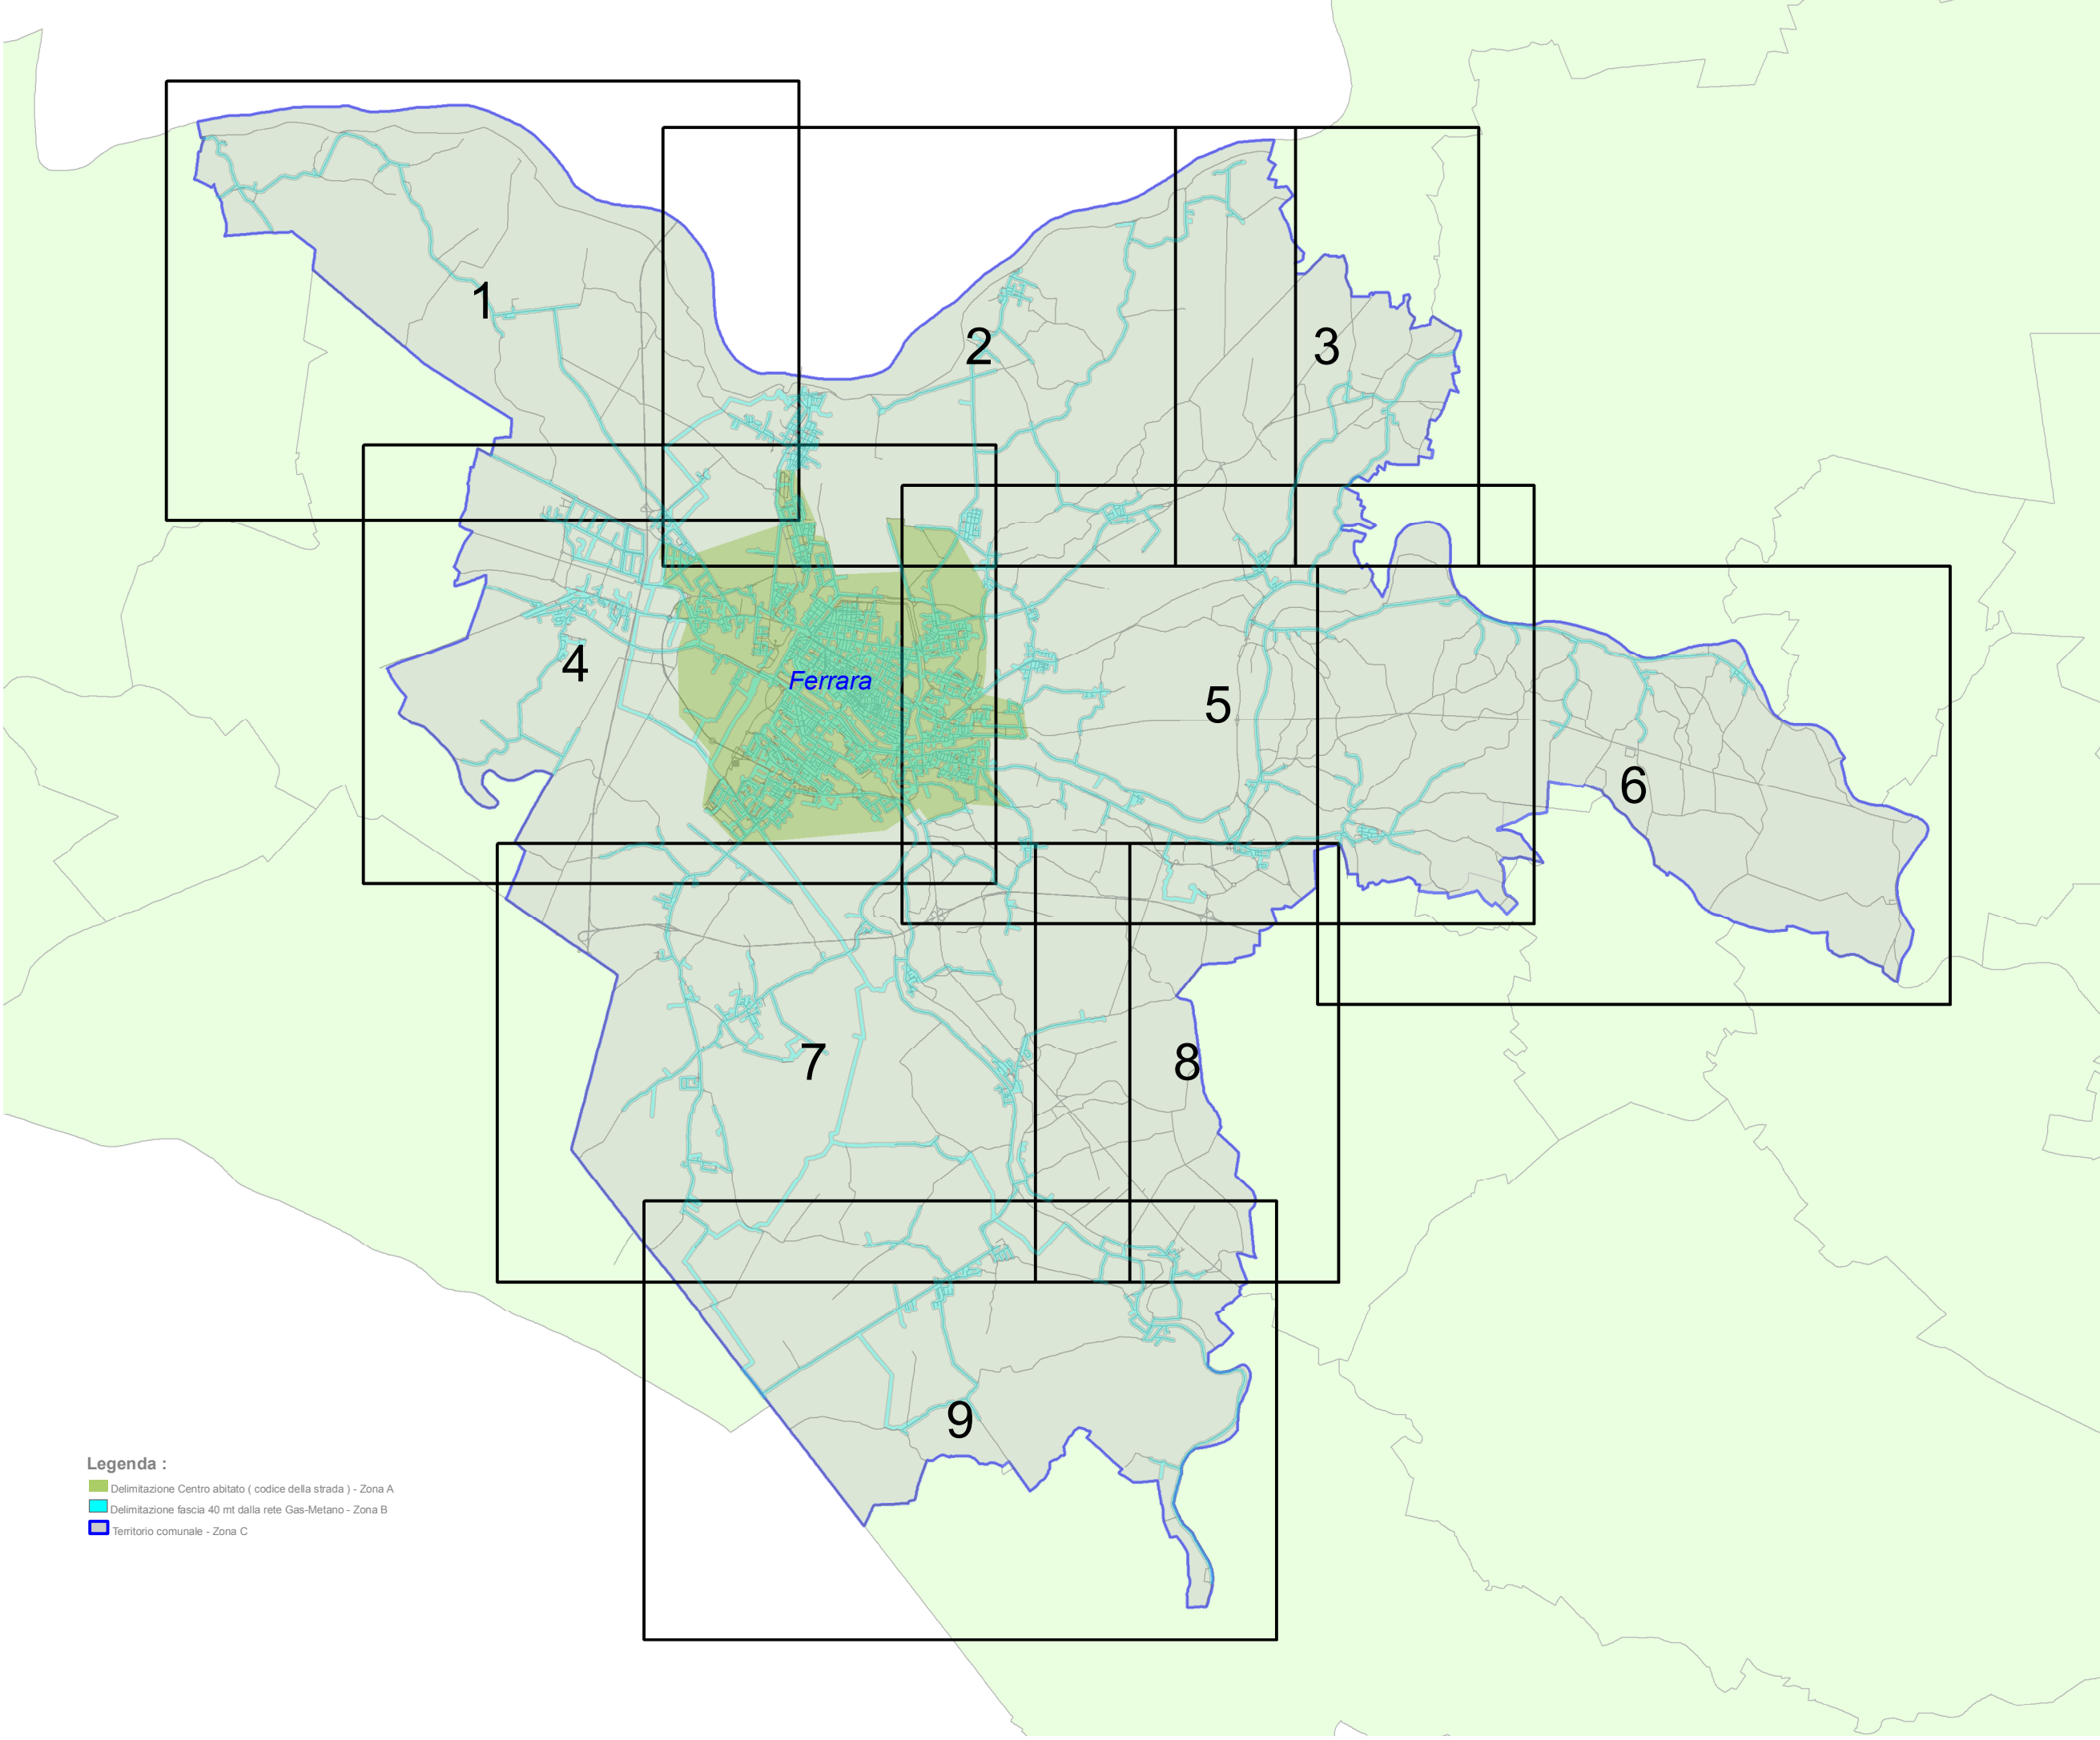 1
2
3
4
Ferrara
5
6
7
8
9
Legenda :
Delimitazione Centro abitato ( codice della strada ) - Zona A
Delimitazione fascia 40 mt dalla rete Gas-Metano - Zona B
Territorio comunale - Zona C